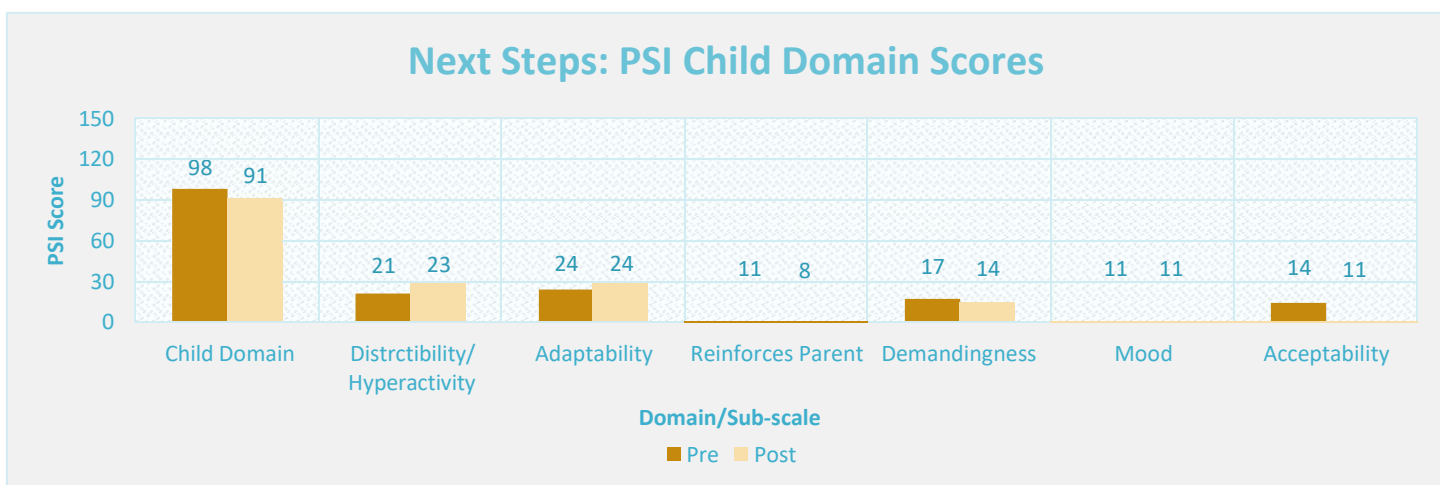 Next Steps: PSI Child Domain Scores
PSI Score
150
120
90
60
30
0
98
91
21
23
24
24
11
8
17
14
11
11
14
11
Child Domain
Distrctibility/
Hyperactivity
Adaptability
Reinforces Parent
Demandingness
Mood
Acceptability
Domain/Sub-scale
Pre
Post